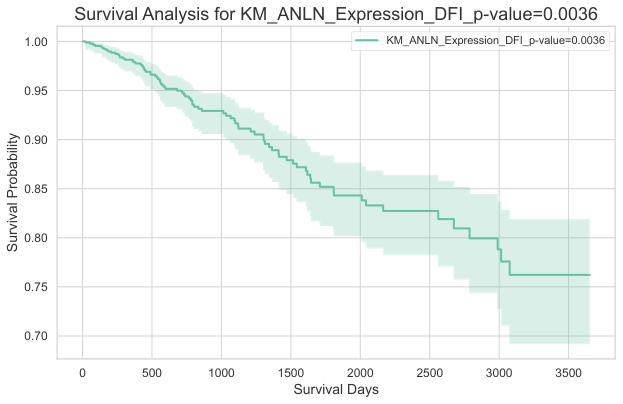 Survival Analysis for KM_ANLN_Expression_DFI_p-value=0.0036
KM_ANLN_Expression_DFI_p-value=0.0036
1.00
0.95
0.90
0.85
0.80
0.75
0.70
Survival Probability
0 500 1000 1500 2000 2500 3000 3500
Survival Days